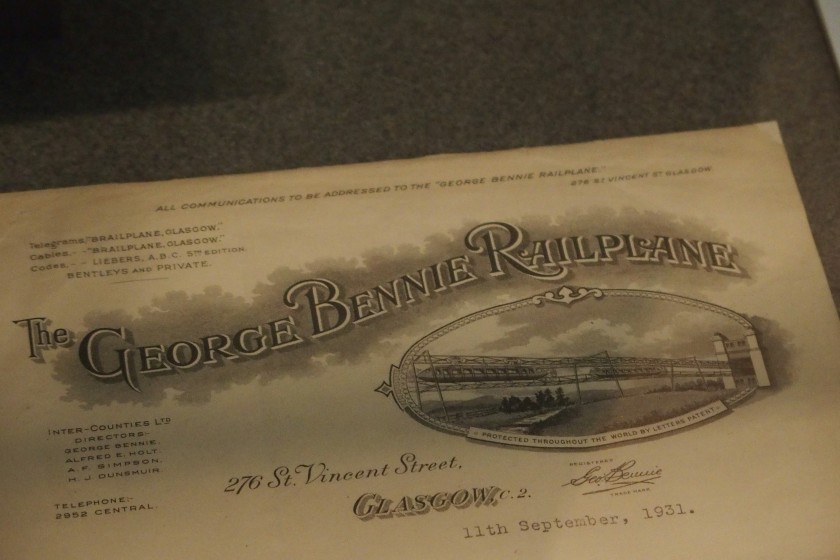 ALL COMMUNICATIONS TO BE ADDRESSED TO THE "GEORGE BENNIE RAILPLANE."
276 ST VINCENT ST GLASGOW.
Telegrams, "BRAILPLANE, GLASGOW."
Cables, - - "BRAILPLANE, GLASGOW."
Codes, - - LIEBERS, A.B.C. 5TH EDITION.
BENTLEYS AND PRIVATE.
The GEORGE BENNIE RAILPLANE
PROTECTED THROUGHOUT THE WORLD BY LETTERS PATENT
INTER-COUNTIES LTD
DIRECTORS:-
GEORGE BENNIE.
ALFRED E. HOLT.
A. F. SIMPSON.
H. J. DUNSMUIR.
TELEPHONE:-
2952 CENTRAL.
276 St. Vincent Street.
GLASGOW, C.2.
REGISTERED
Geo Bennie
TRADE MARK
11th September, 1931.